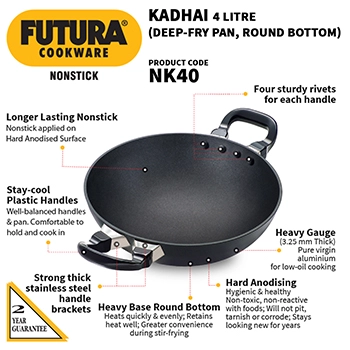 FUTURA
COOKWARE
NONSTICK
KADHAI 4 LITRE
(DEEP-FRY PAN, ROUND BOTTOM)
PRODUCT CODE
NK40
Four sturdy rivets
for each handle
Longer Lasting Nonstick
Nonstick applied on
Hard Anodised Surface
Stay-cool
Plastic Handles
Well-balanced handles
& pan. Comfortable to
hold and cook in
Heavy Gauge
(3.25 mm Thick)
Pure virgin
aluminium
for low-oil cooking
Strong thick
stainless steel
handle
brackets
Heavy Base Round Bottom
Heats quickly & evenly; Retains
heat well; Greater convenience
during stir-frying
Hard Anodising
Hygienic & healthy
Non-toxic, non-reactive
with foods; Will not pit,
tarnish or corrode; Stays
looking new for years
2
YEAR
GUARANTEE